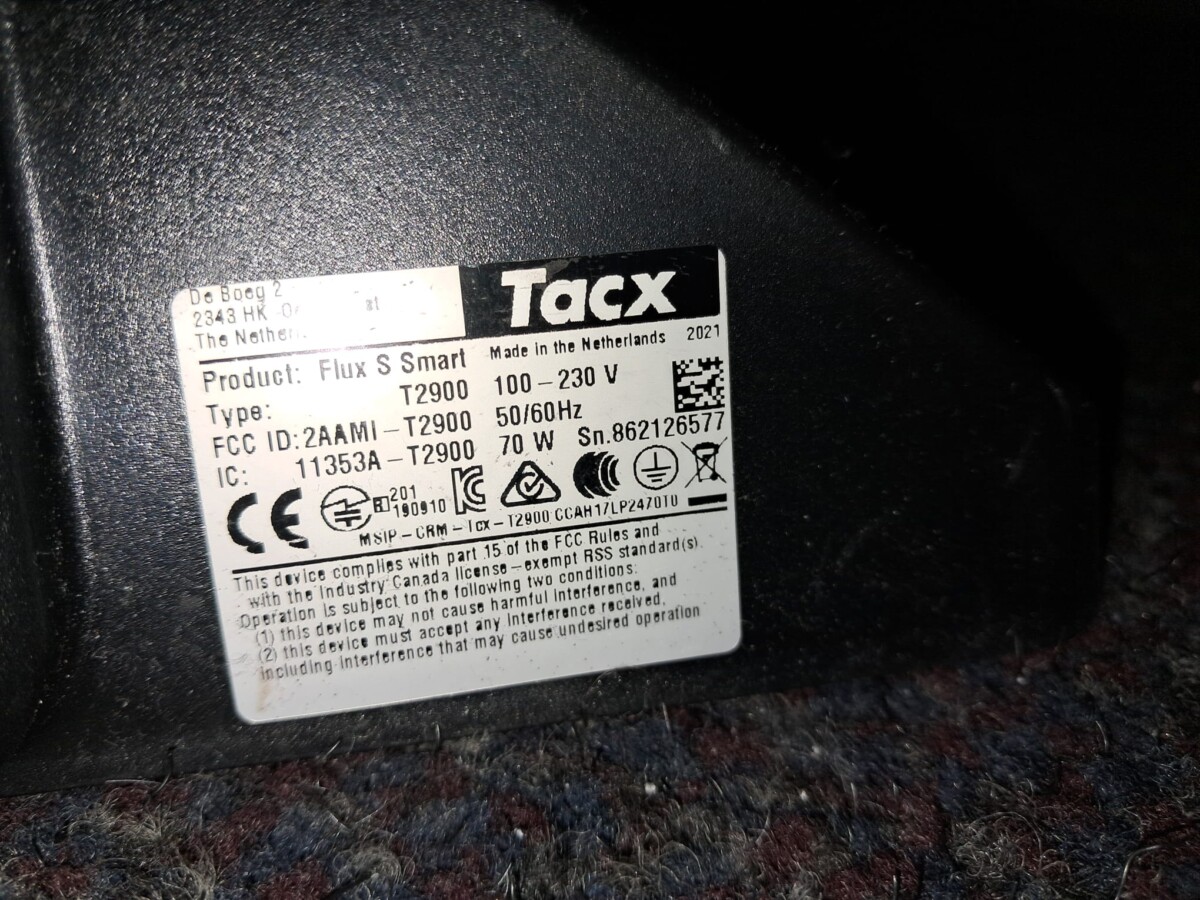 De Boeg 2
2343 HK
The
Tacx
Made in the Netherlands 2021
Product: Flux S Smart
Type: T2900
100-230 V
FCC ID: 2AAMI-T2900
50/60Hz
IC: 11353A-T2900
70 W Sn.862126577
CE
R 201
190910
MSIP-CRM-Tcx-T2900 CCAH17LP2470T0
This device complies with part 15 of the FCC Rules and
with the Industry Canada license-exempt RSS standard(s).
Operation is subject to the following two conditions:
(1) this device may not cause harmful interference, and
(2) this device must accept any interference received,
including interference that may cause undesired operation